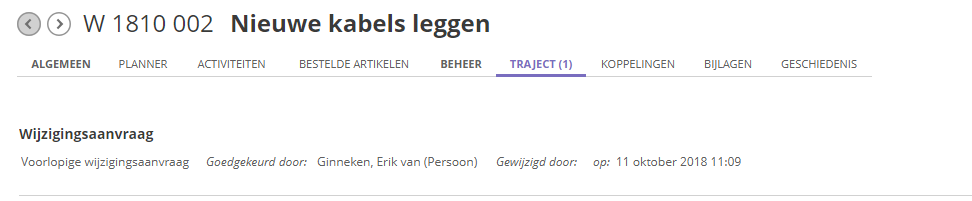 W 1810 002 Nieuwe kabels leggen
ALGEMEEN PLANNER ACTIVITEITEN BESTELDE ARTIKELEN BEHEER TRAJECT (1) KOPPELINGEN BIJLAGEN GESCHIEDENIS
Wijzigingsaanvraag
Voorlopige wijzigingsaanvraag Goedgekeurd door: Ginneken, Erik van (Persoon) Gewijzigd door: op: 11 oktober 2018 11:09